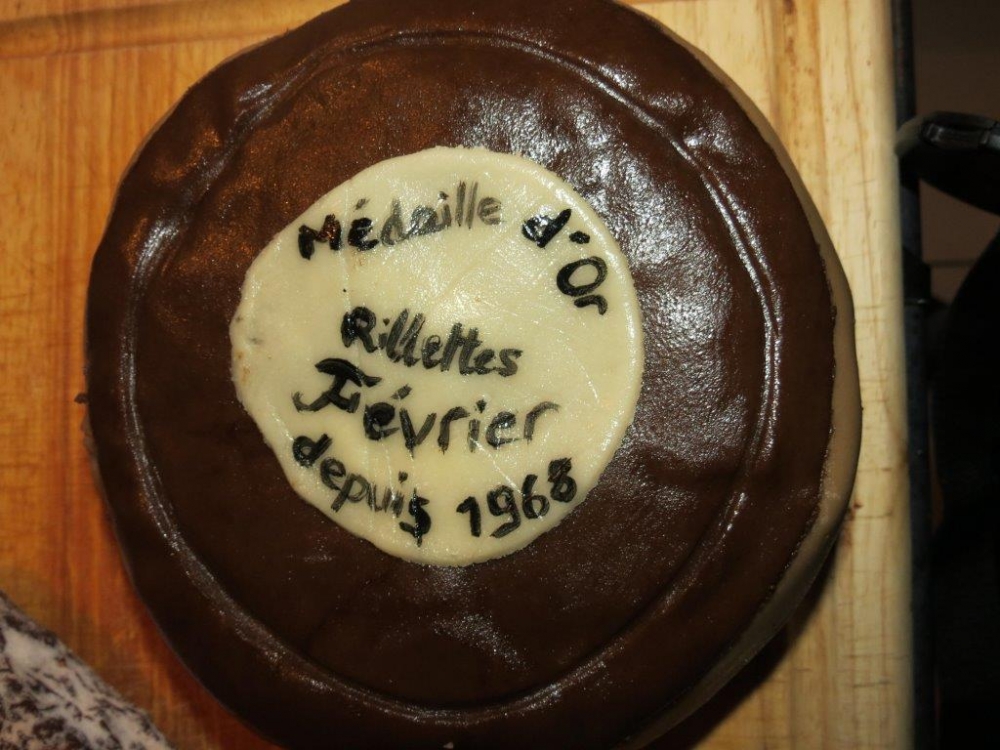 Médaille d'Or
Rillettes
Février
depuis 1968